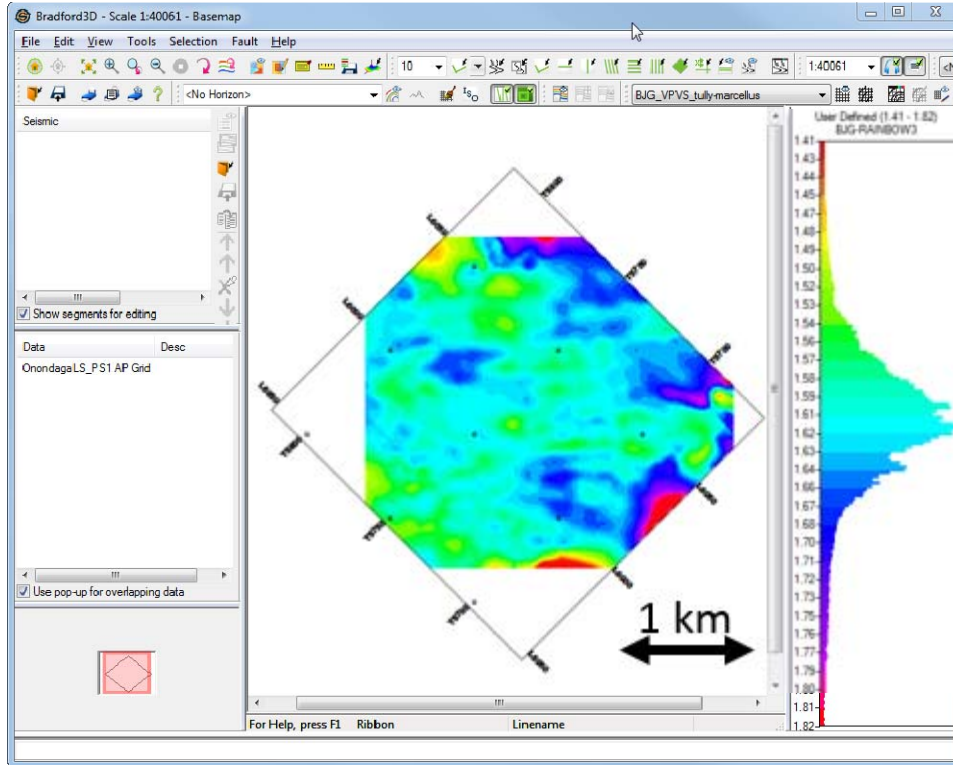 Bradford3D - Scale 1:40061 - Basemap
File Edit View Tools Selection Fault Help
10
1:40061
<No Horizon>
BJG_VPVS_tully-marcellus
Seismic
Show segments for editing
Data Desc
OnondagaLS_PS1 AP Grid
Use pop-up for overlapping data
1 km
For Help, press F1 Ribbon Linename
User Defined (1.41 - 1.82)
BJG-RAINBOW3
1.41
1.43
1.44
1.45
1.47
1.48
1.49
1.50
1.52
1.53
1.54
1.56
1.57
1.58
1.59
1.61
1.62
1.63
1.64
1.66
1.67
1.68
1.70
1.71
1.72
1.73
1.75
1.76
1.77
1.79
1.80
1.81
1.82